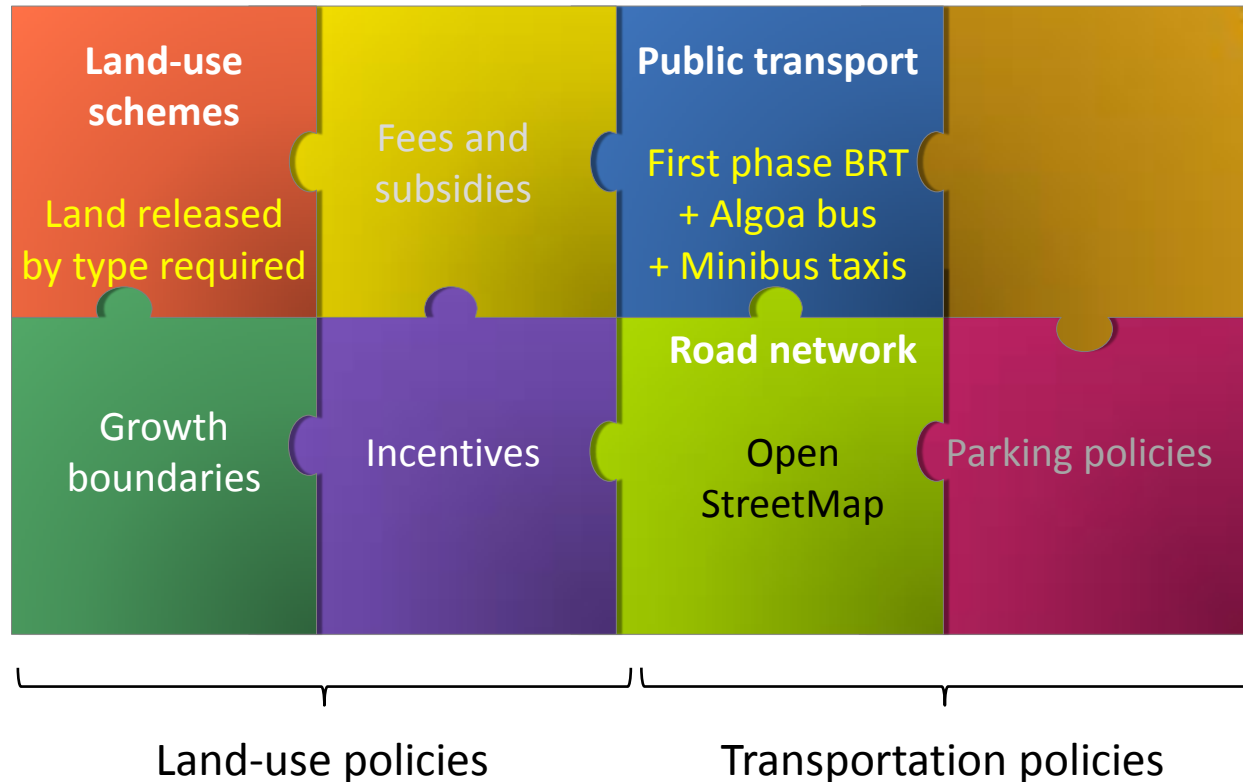 Land-use
schemes
Land released
by type required
Fees and
subsidies
Public transport
First phase BRT
+ Algoa bus
+ Minibus taxis
Growth
boundaries
Incentives
Road network
Open
StreetMap
Parking policies
Land-use policies
Transportation policies